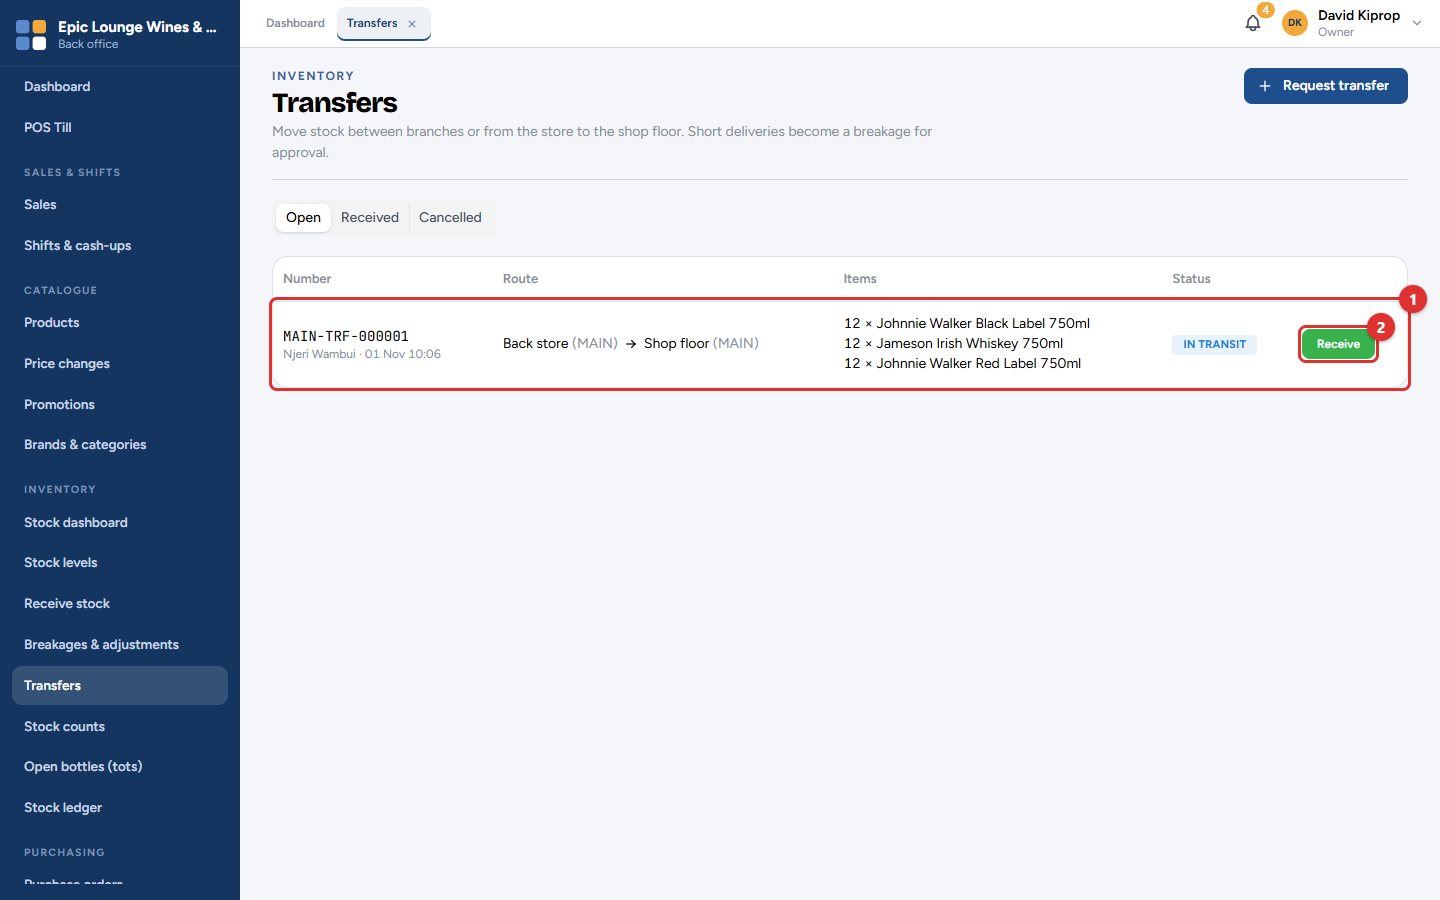 Epic Lounge Wines & ...
Back office
Dashboard
POS Till
SALES & SHIFTS
Sales
Shifts & cash-ups
CATALOGUE
Products
Price changes
Promotions
Brands & categories
INVENTORY
Stock dashboard
Stock levels
Receive stock
Breakages & adjustments
Transfers
Stock counts
Open bottles (tots)
Stock ledger
PURCHASING
Purchase orders
Dashboard
Transfers ×
4
DK
David Kiprop
Owner
INVENTORY
Transfers
Move stock between branches or from the store to the shop floor. Short deliveries become a breakage for
approval.
+ Request transfer
Open Received Cancelled
Number Route Items Status
1
MAIN-TRF-000001
Njeri Wambui · 01 Nov 10:06
Back store (MAIN) → Shop floor (MAIN)
12 × Johnnie Walker Black Label 750ml
12 × Jameson Irish Whiskey 750ml
12 × Johnnie Walker Red Label 750ml
IN TRANSIT
Receive
2